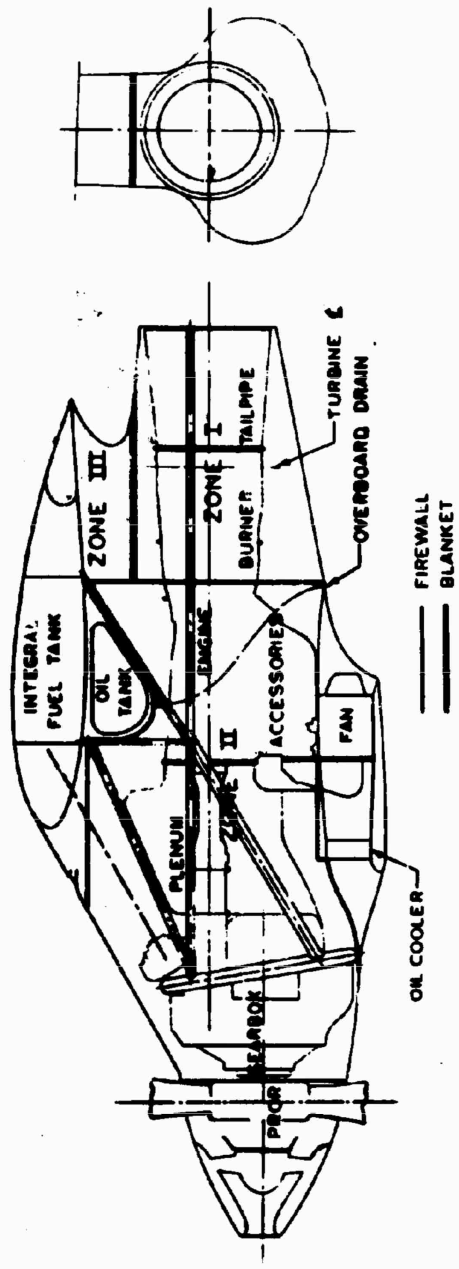 INTEGRAL
FUEL TANK
OIL
TANK
ZONE III
ZONE I
BURNER
TAILPIPE
ENGINE
ZONE II
ACCESSORIES
PLENUM
GEARBOX
PROP
FAN
OIL COOLER
TURBINE ℄
OVERBOARD DRAIN
FIREWALL
BLANKET